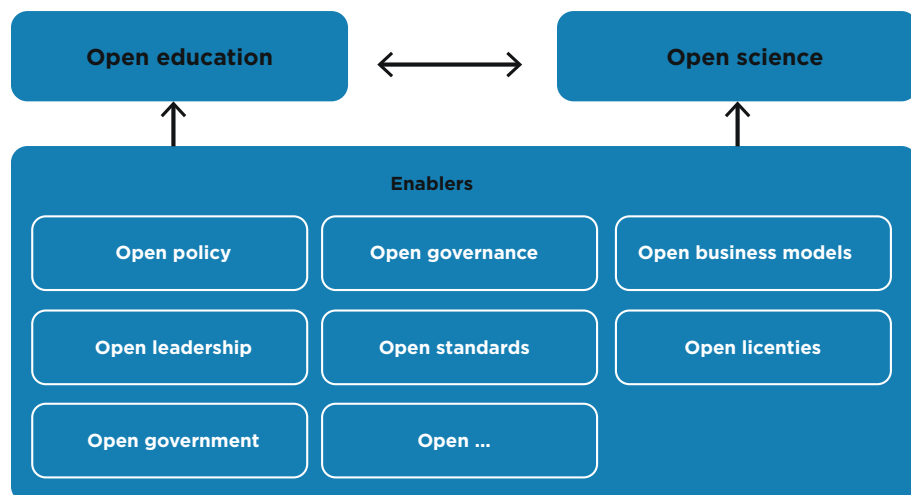 Open education
Open science
Enablers
Open policy
Open governance
Open business models
Open leadership
Open standards
Open licenties
Open government
Open ...